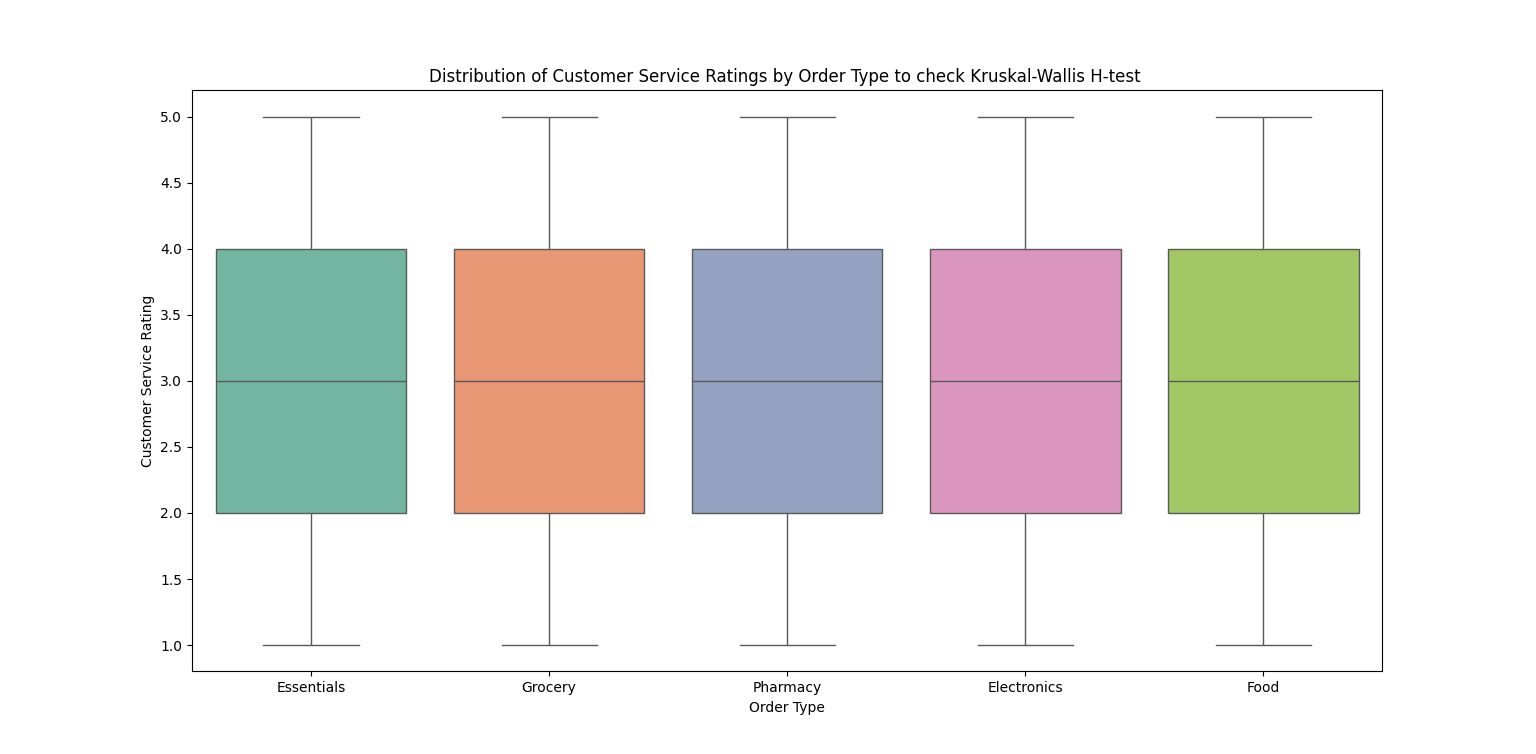 Distribution of Customer Service Ratings by Order Type to check Kruskal-Wallis H-test
Customer Service Rating
5.0
4.5
4.0
3.5
3.0
2.5
2.0
1.5
1.0
Essentials Grocery Pharmacy Electronics Food
Order Type